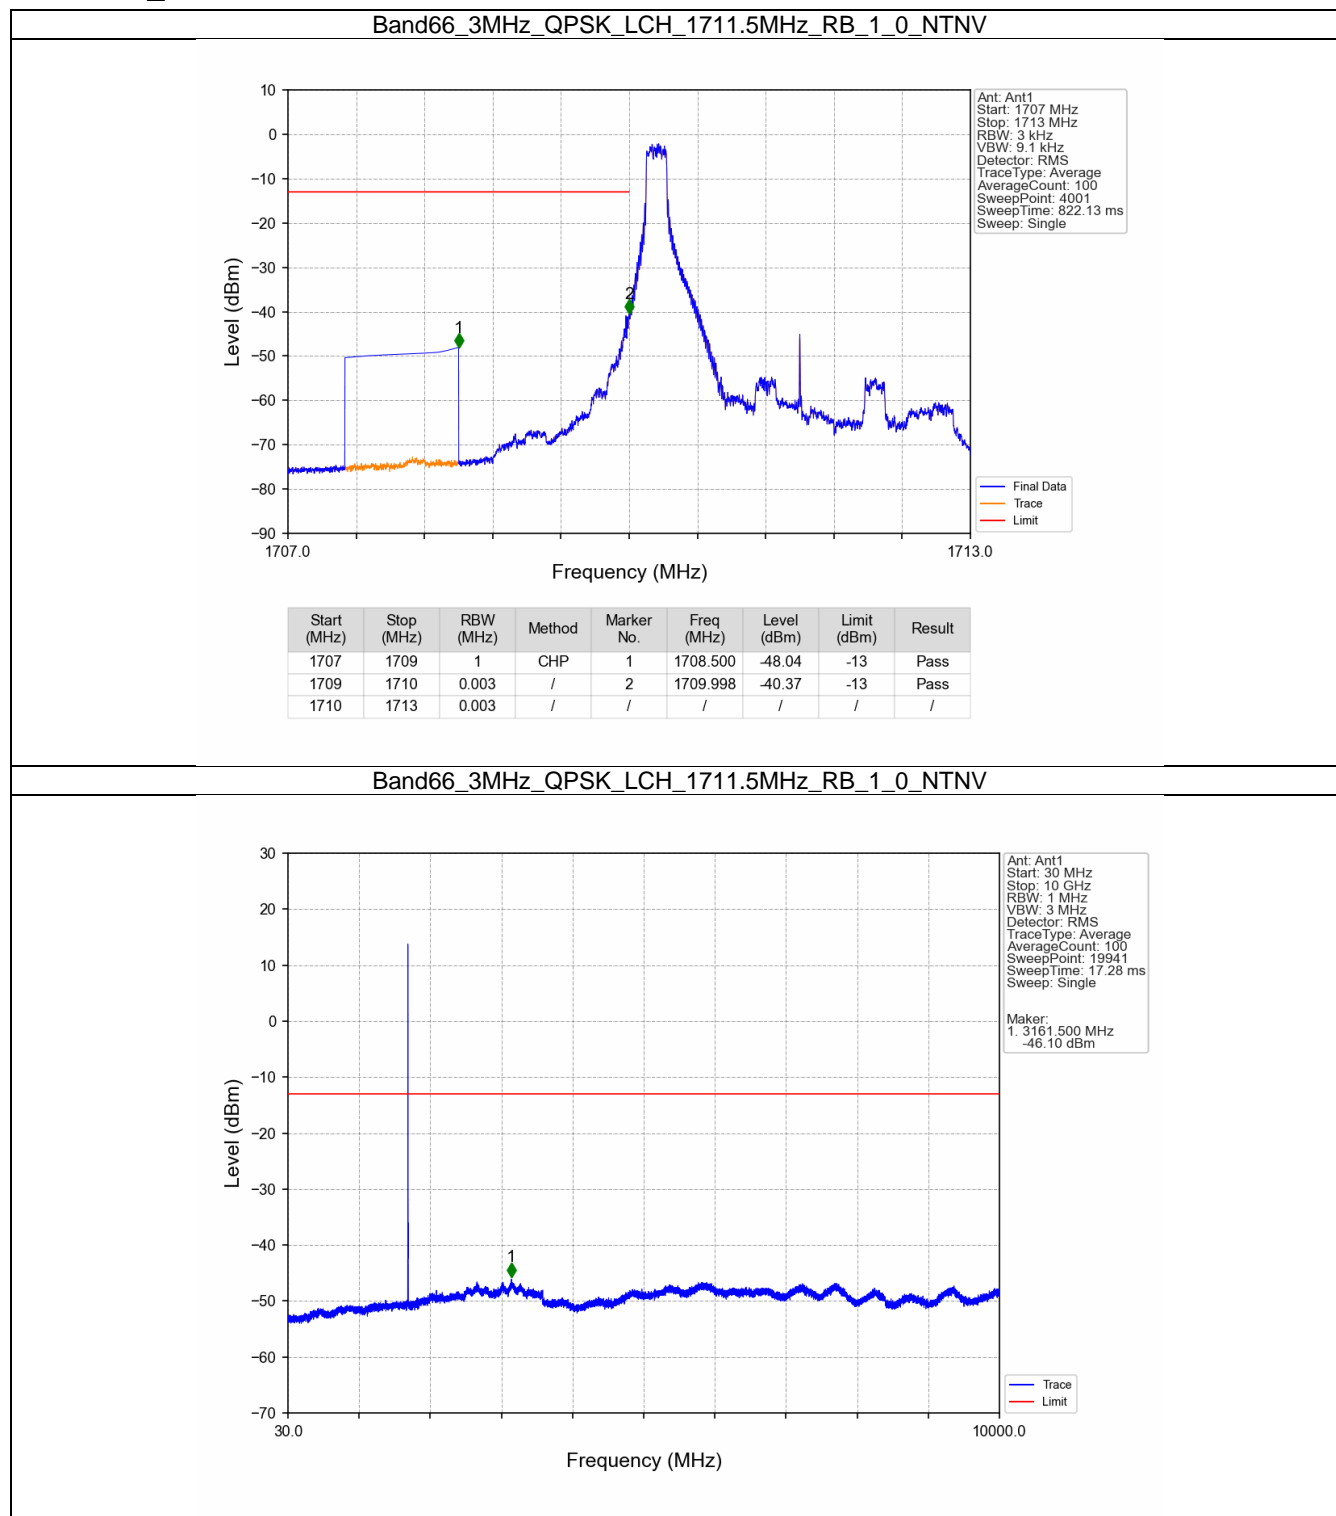 Band66_3MHz_QPSK_LCH_1711.5MHz_RB_1_0_NTNV
10
0
−10
−20
−30
−40
−50
−60
−70
−80
−90
Level (dBm)
1
2
1707.0
1713.0
Frequency (MHz)
Ant: Ant1
Start: 1707 MHz
Stop: 1713 MHz
RBW: 3 kHz
VBW: 9.1 kHz
Detector: RMS
TraceType: Average
AverageCount: 100
SweepPoint: 4001
SweepTime: 822.13 ms
Sweep: Single
Final Data
Trace
Limit
Start (MHz) Stop (MHz) RBW (MHz) Method Marker No. Freq (MHz) Level (dBm) Limit (dBm) Result
1707 1709 1 CHP 1 1708.500 -48.04 -13 Pass
1709 1710 0.003 / 2 1709.998 -40.37 -13 Pass
1710 1713 0.003 / / / / / /
Band66_3MHz_QPSK_LCH_1711.5MHz_RB_1_0_NTNV
30
20
10
0
−10
−20
−30
−40
−50
−60
−70
Level (dBm)
1
30.0
10000.0
Frequency (MHz)
Ant: Ant1
Start: 30 MHz
Stop: 10 GHz
RBW: 1 MHz
VBW: 3 MHz
Detector: RMS
TraceType: Average
AverageCount: 100
SweepPoint: 19941
SweepTime: 17.28 ms
Sweep: Single
Maker:
1. 3161.500 MHz
-46.10 dBm
Trace
Limit